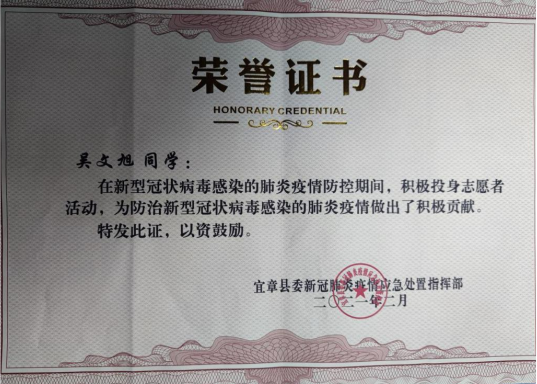 荣誉证书
HONORARY CREDENTIAL
吴文旭同学：
在新型冠状病毒感染的肺炎疫情防控期间，积极投身志愿者
活动，为防治新型冠状病毒感染的肺炎疫情做出了积极贡献。
特发此证，以资鼓励。
宜章县委新冠肺炎疫情应急处置指挥部
二〇二一年二月